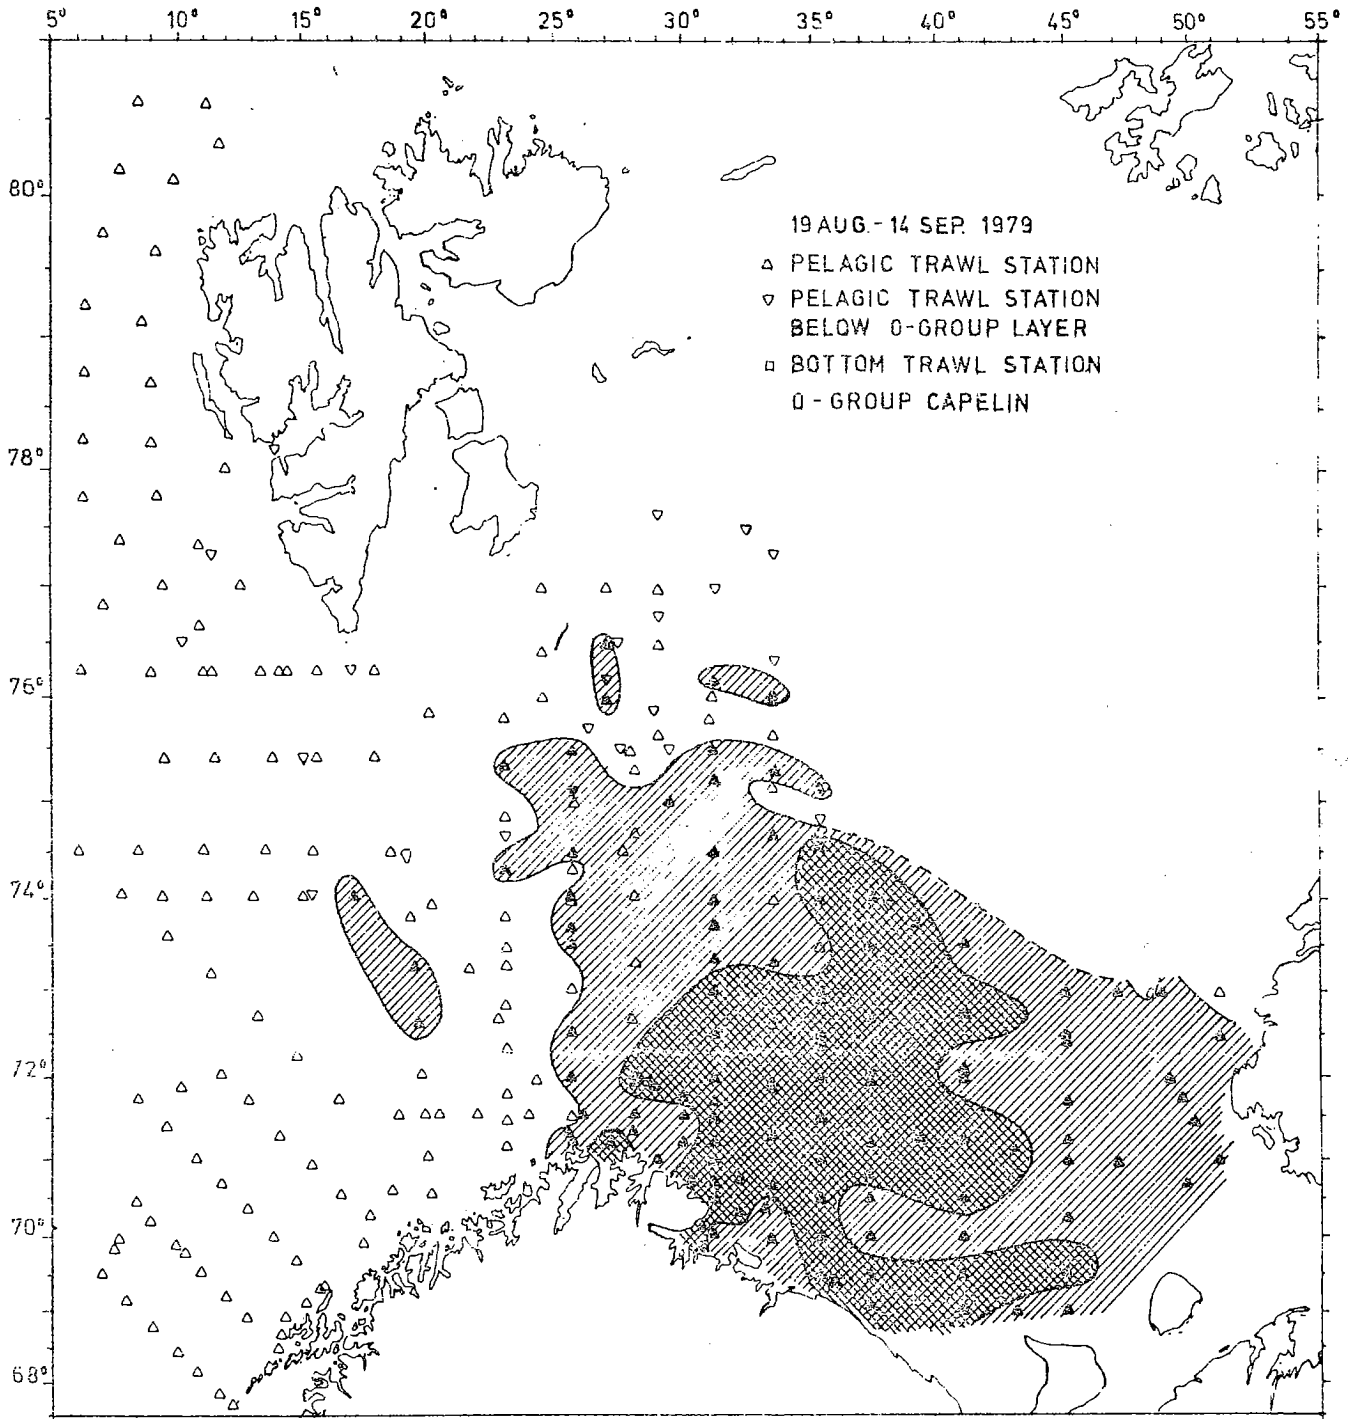 5° 10° 15° 20° 25° 30° 35° 40° 45° 50° 55°
80°
19 AUG.-14 SEP. 1979
△ PELAGIC TRAWL STATION
▽ PELAGIC TRAWL STATION
BELOW 0-GROUP LAYER
□ BOTTOM TRAWL STATION
0-GROUP CAPELIN
78°
76°
74°
72°
70°
68°